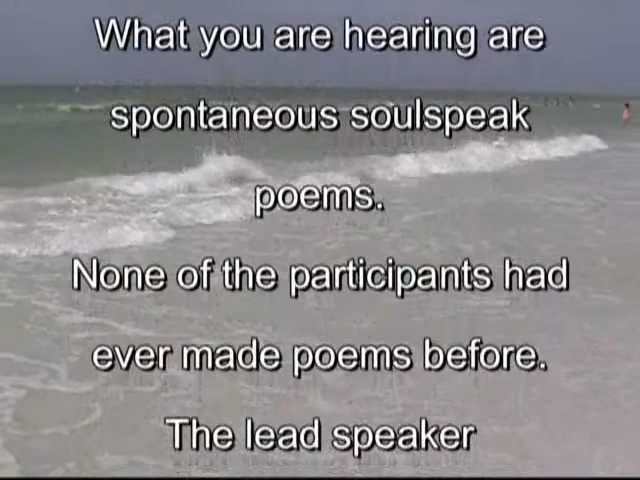 What you are hearing are
spontaneous soulspeak
poems.
None of the participants had
ever made poems before.
The lead speaker